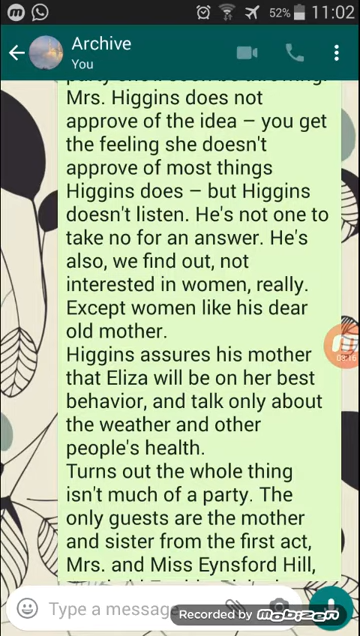 52% 11:02
Archive
You
Mrs. Higgins does not
approve of the idea – you get
the feeling she doesn't
approve of most things
Higgins does – but Higgins
doesn't listen. He's not one to
take no for an answer. He's
also, we find out, not
interested in women, really.
Except women like his dear
old mother.
Higgins assures his mother
that Eliza will be on her best
behavior, and talk only about
the weather and other
people's health.
Turns out the whole thing
isn't much of a party. The
only guests are the mother
and sister from the first act,
Mrs. and Miss Eynsford Hill,
Type a message
Recorded by mobizen